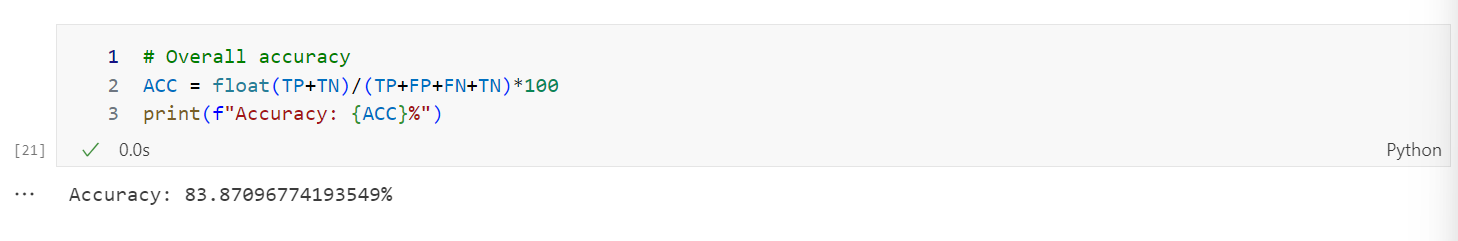 1 # Overall accuracy
2 ACC = float(TP+TN)/(TP+FP+FN+TN)*100
3 print(f"Accuracy: {ACC}%")
[21] ✓ 0.0s Python
... Accuracy: 83.87096774193549%